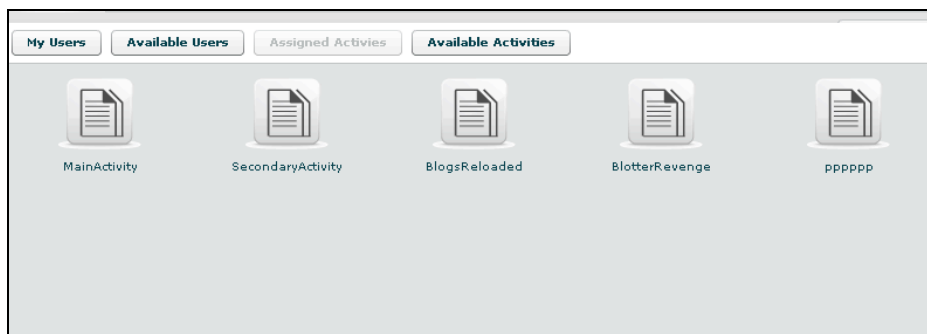 My Users Available Users Assigned Activies Available Activities
MainActivity SecondaryActivity BlogsReloaded BlotterRevenge pppppp